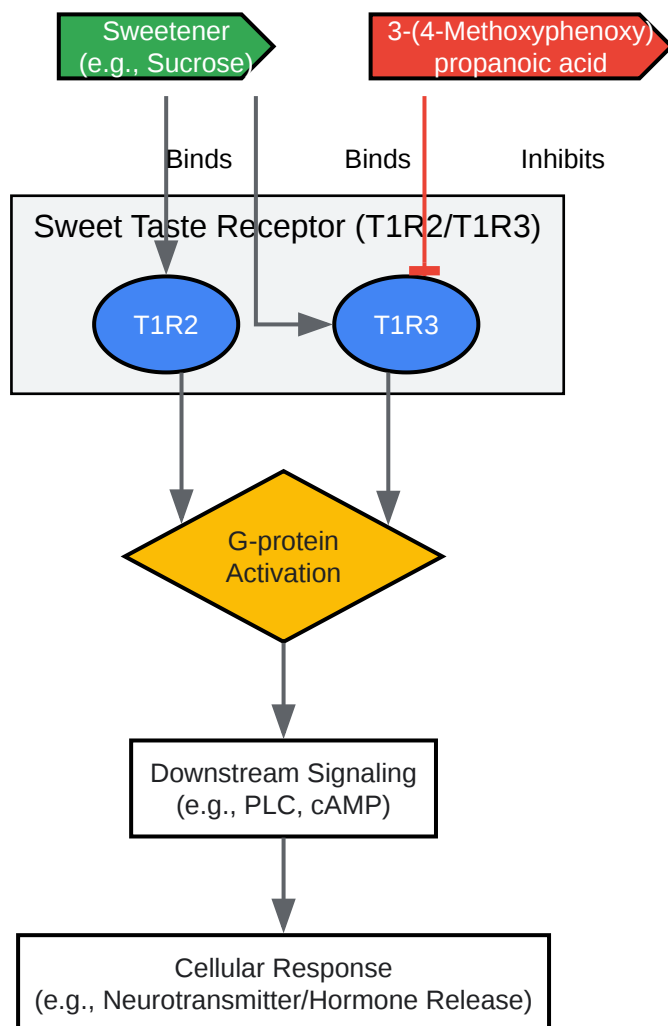 Sweetener
(e.g., Sucrose)
3-(4-Methoxyphenoxy)
propanoic acid
Binds
Binds
Inhibits
Sweet Taste Receptor (T1R2/T1R3)
T1R2
T1R3
G-protein
Activation
Downstream Signaling
(e.g., PLC, cAMP)
Cellular Response
(e.g., Neurotransmitter/Hormone Release)